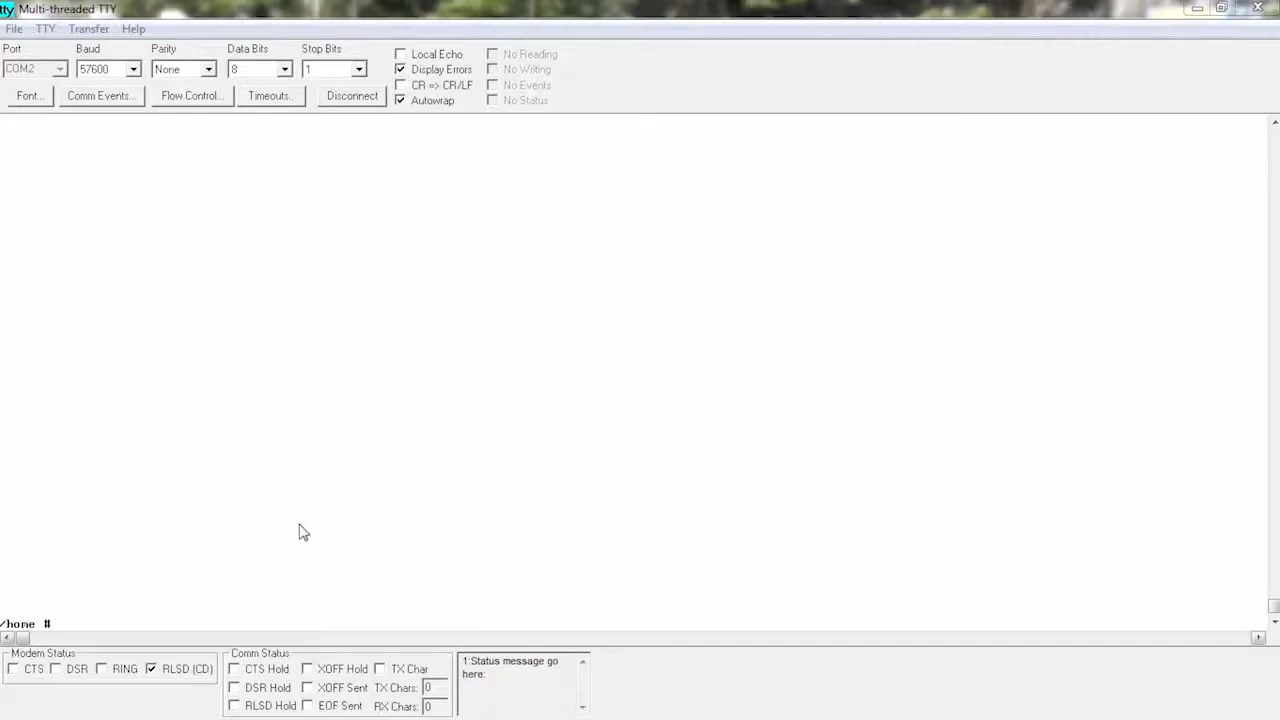 tty Multi-threaded TTY
File TTY Transfer Help
Port Baud Parity Data Bits Stop Bits
COM2 57600 None 8 1
Local Echo No Reading
Display Errors No Writing
CR => CR/LF No Events
Autowrap No Status
Font... Comm Events... Flow Control... Timeouts.. Disconnect
/home #
Modem Status
CTS DSR RING RLSD (CD)
Comm Status
CTS Hold XOFF Hold TX Char
DSR Hold XOFF Sent TX Chars: 0
RLSD Hold EOF Sent RX Chars: 0
1:Status message go
here: